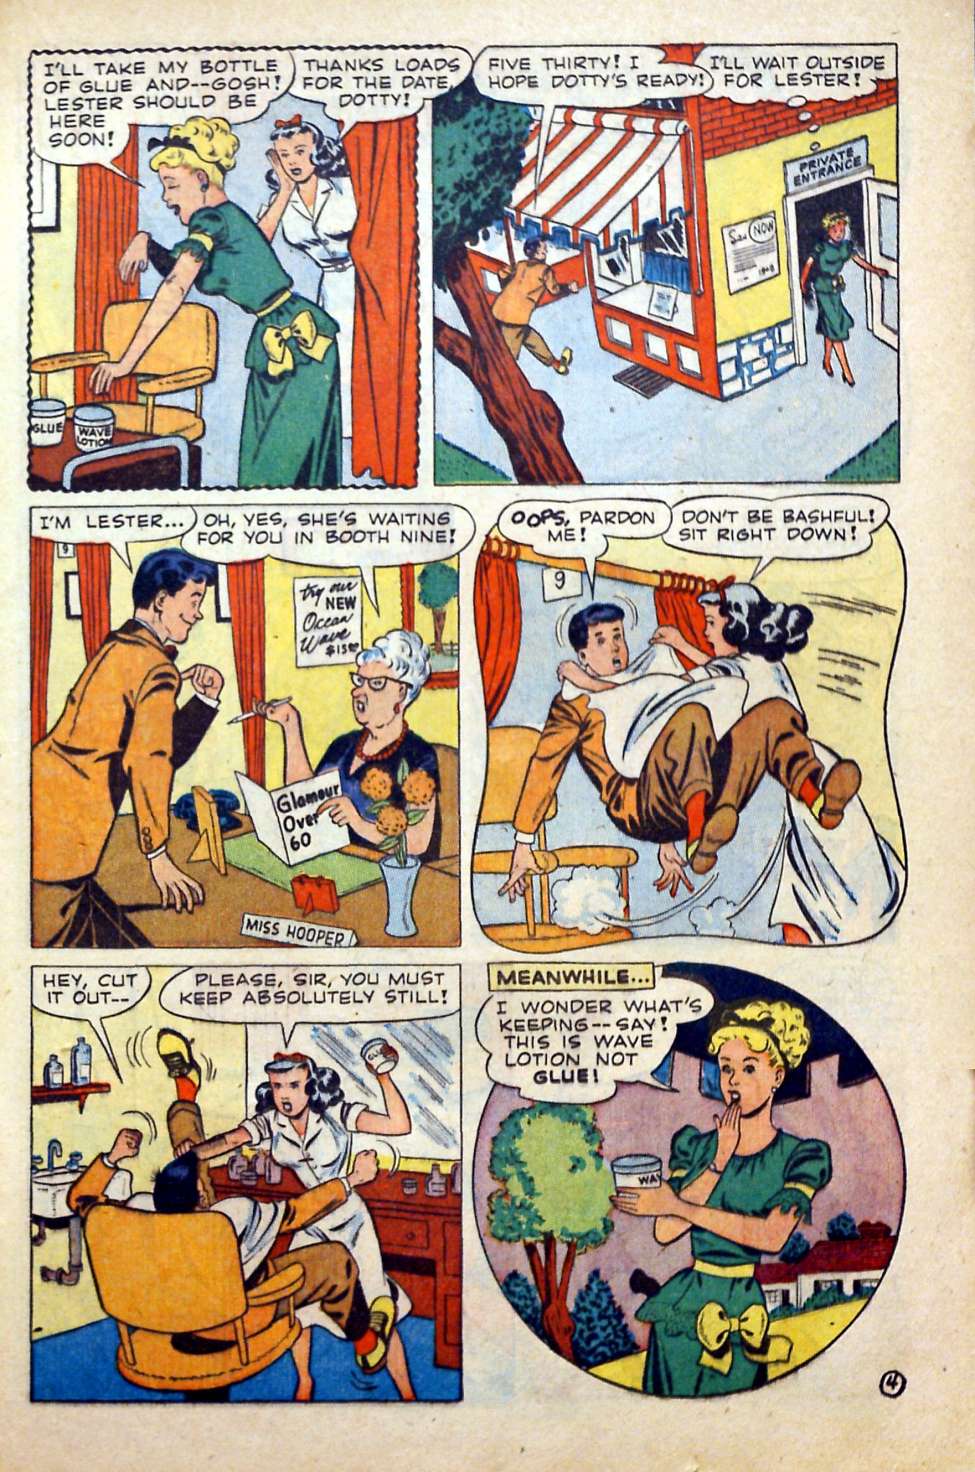 I'LL TAKE MY BOTTLE
OF GLUE AND--GOSH!
LESTER SHOULD BE
HERE
SOON!
THANKS LOADS
FOR THE DATE,
DOTTY!
GLUE
WAVE
LOTION
FIVE THIRTY! I
HOPE DOTTY'S READY!
I'LL WAIT OUTSIDE
FOR LESTER!
PRIVATE
ENTRANCE
NOW
I'M LESTER...
OH, YES, SHE'S WAITING
FOR YOU IN BOOTH NINE!
9
try our
NEW
Ocean
Wave
$15.00
Glamour
Over
60
MISS HOOPER
OOPS, PARDON
ME!
DON'T BE BASHFUL!
SIT RIGHT DOWN!
9
HEY, CUT
IT OUT--
PLEASE, SIR, YOU MUST
KEEP ABSOLUTELY STILL!
MEANWHILE...
I WONDER WHAT'S
KEEPING--SAY!
THIS IS WAVE
LOTION NOT
GLUE!
WA
4